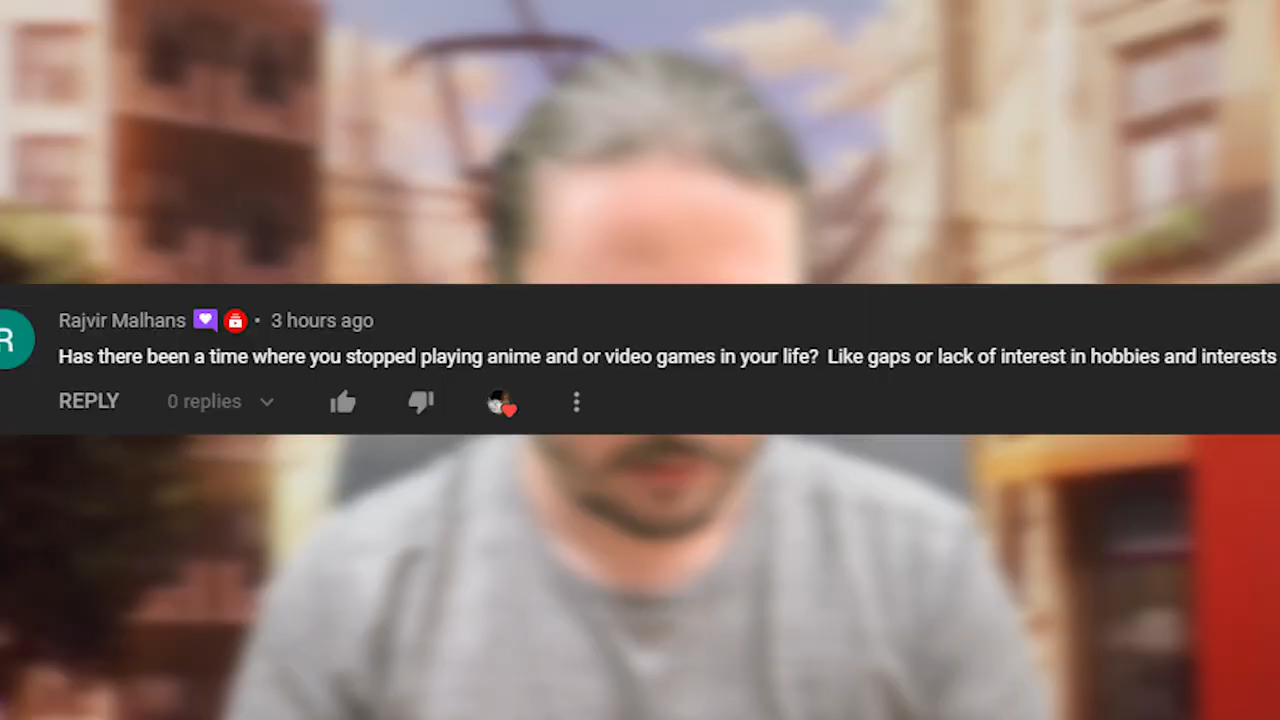 R
Rajvir Malhans • 3 hours ago
Has there been a time where you stopped playing anime and or video games in your life?  Like gaps or lack of interest in hobbies and interests
REPLY 0 replies